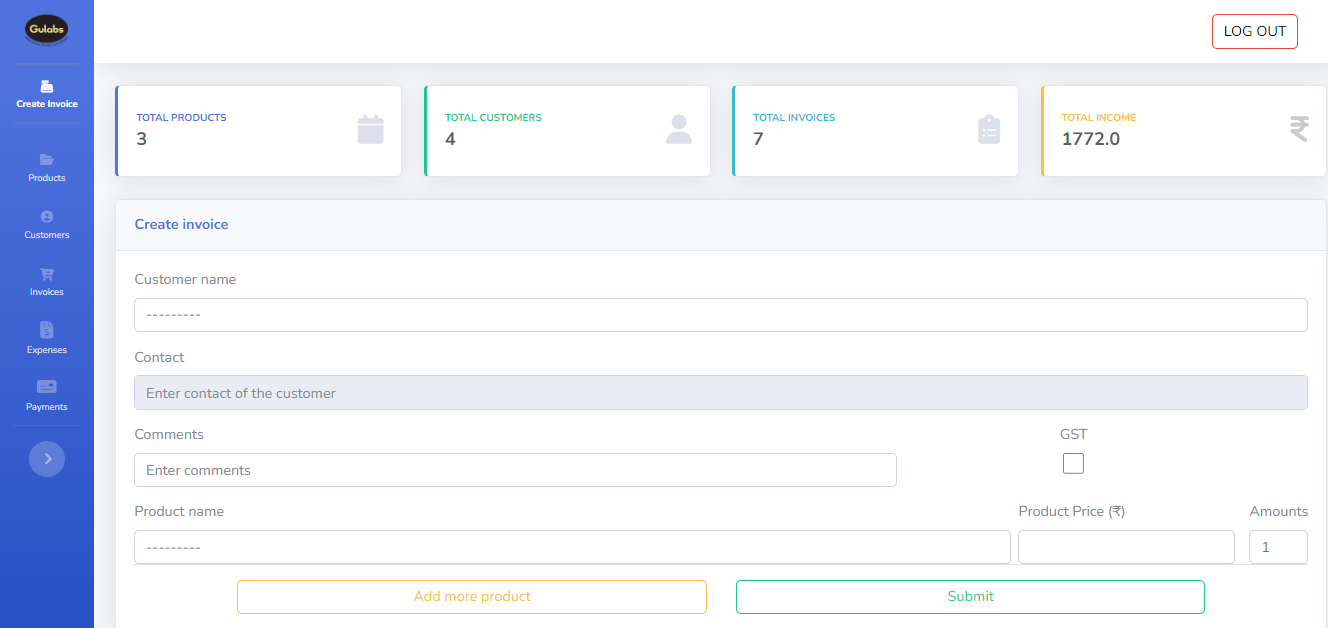 Gulabs
LOG OUT
Create Invoice
Products
Customers
Invoices
Expenses
Payments
TOTAL PRODUCTS
3
TOTAL CUSTOMERS
4
TOTAL INVOICES
7
TOTAL INCOME
1772.0
₹
Create invoice
Customer name
---------
Contact
Enter contact of the customer
Comments GST
Enter comments
Product name Product Price (₹) Amounts
--------- 1
Add more product Submit